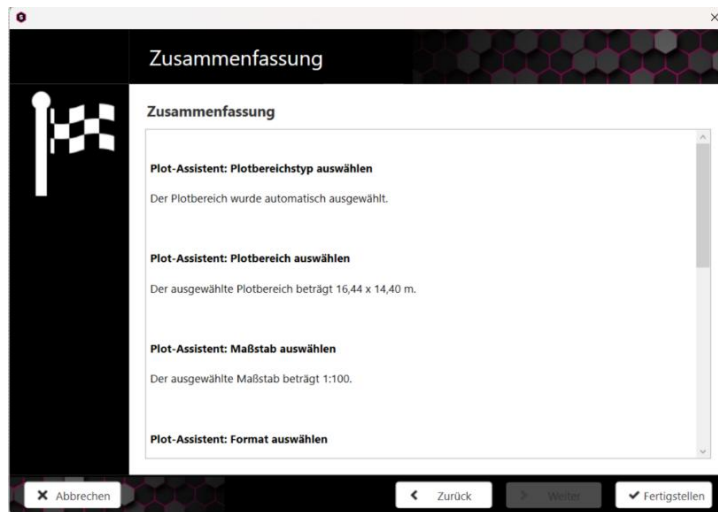 Zusammenfassung
Zusammenfassung
Plot-Assistent: Plotbereichstyp auswählen
Der Plotbereich wurde automatisch ausgewählt.
Plot-Assistent: Plotbereich auswählen
Der ausgewählte Plotbereich beträgt 16,44 x 14,40 m.
Plot-Assistent: Maßstab auswählen
Der ausgewählte Maßstab beträgt 1:100.
Plot-Assistent: Format auswählen
Abbrechen
Zurück
Weiter
Fertigstellen